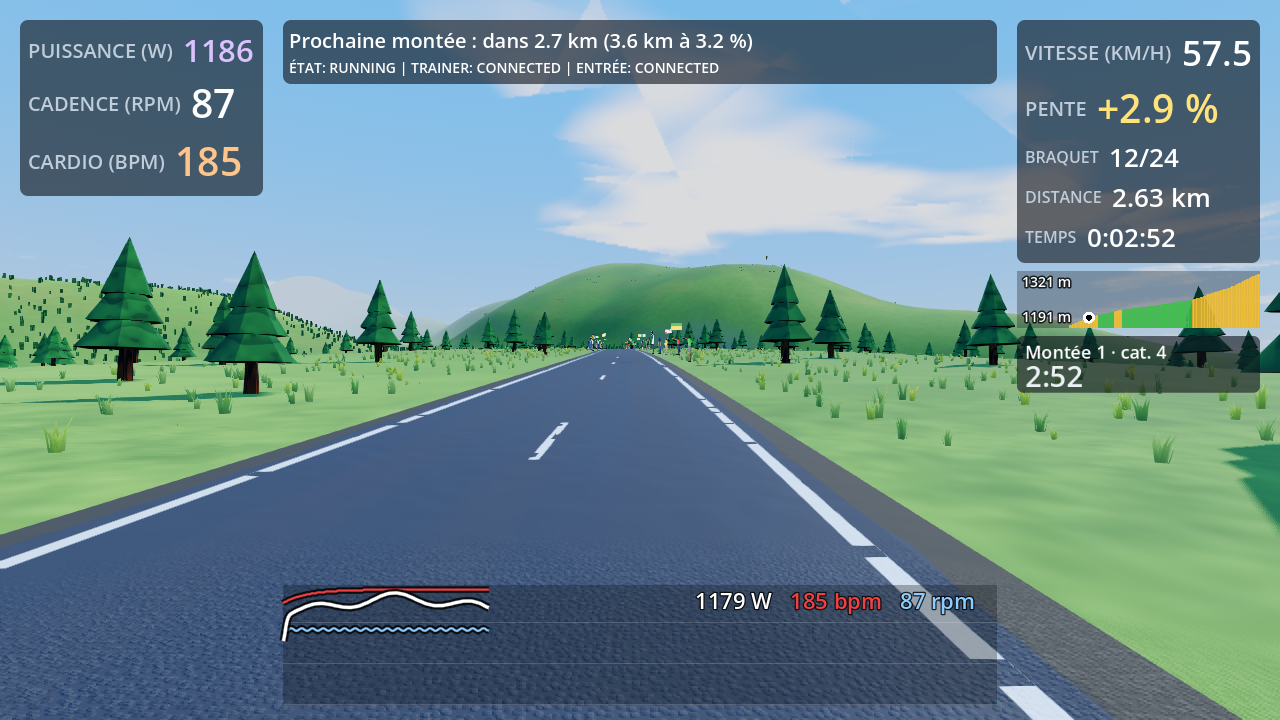 PUISSANCE (W) 1186
CADENCE (RPM) 87
CARDIO (BPM) 185
Prochaine montée : dans 2.7 km (3.6 km à 3.2 %)
ÉTAT: RUNNING | TRAINER: CONNECTED | ENTRÉE: CONNECTED
VITESSE (KM/H) 57.5
PENTE +2.9 %
BRAQUET 12/24
DISTANCE 2.63 km
TEMPS 0:02:52
1321 m
1191 m
Montée 1 · cat. 4
2:52
1179 W 185 bpm 87 rpm